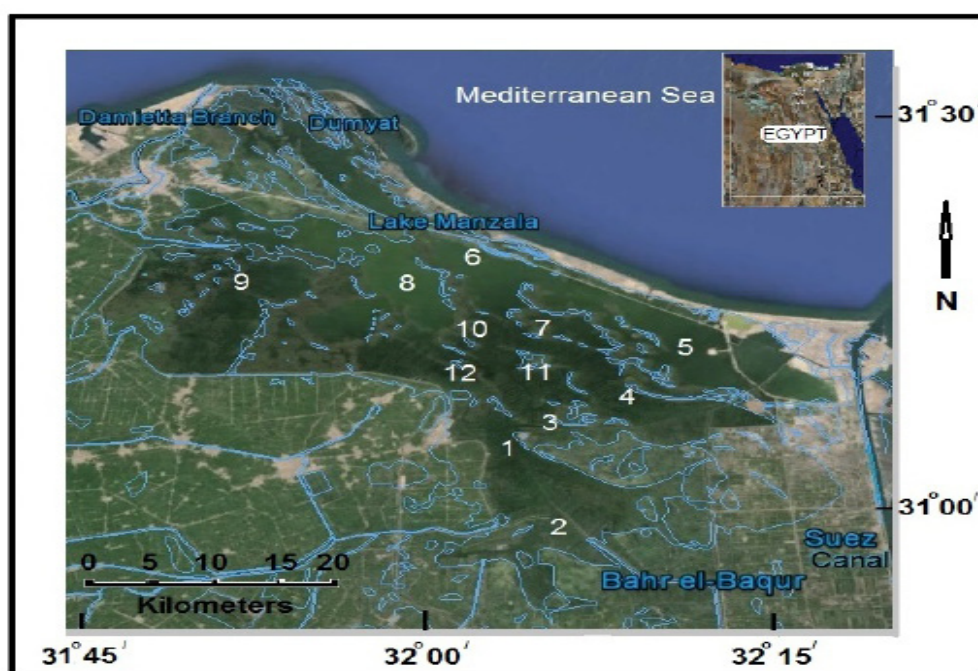 Mediterranean Sea
EGYPT
31°30'
Damietta Branch
Dumyat
Lake Manzala
N
6
9
8
10
7
5
12
11
4
3
1
31°00'
2
Suez
Canal
Bahr el-Baqur
0 5 10 15 20
Kilometers
31°45' 32°00' 32°15'